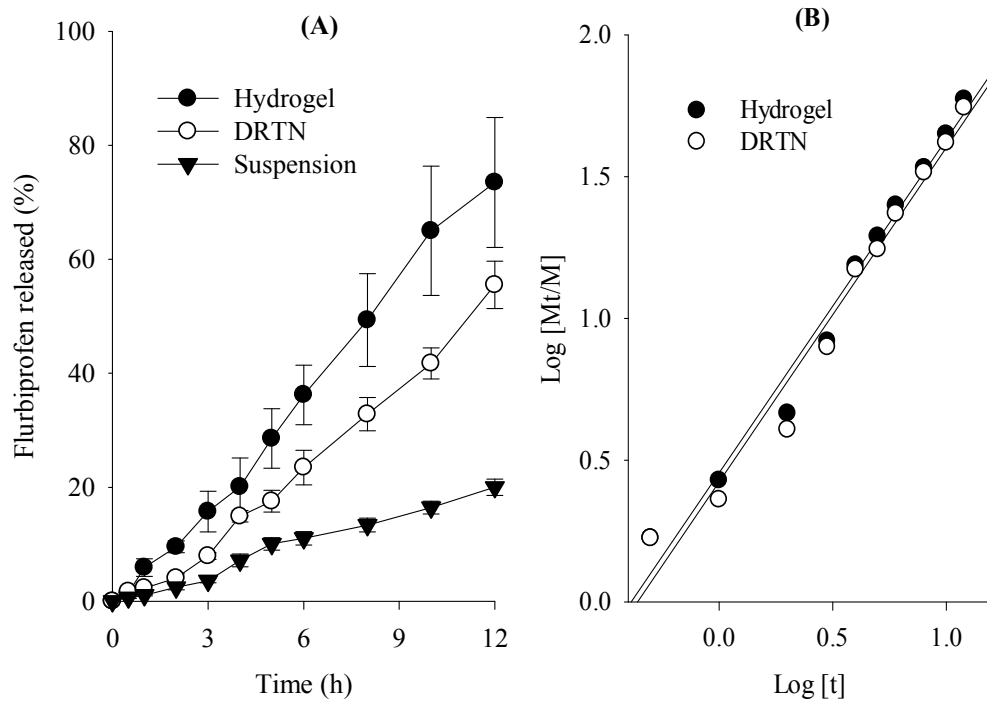 (A)
Flurbiprofen released (%)
100
80
60
40
20
0
Hydrogel
DRTN
Suspension
0
3
6
9
12
Time (h)
(B)
Log [Mt/M]
2.0
1.5
1.0
0.5
0.0
Hydrogel
DRTN
0.0
0.5
1.0
Log [t]